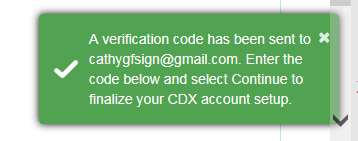 A verification code has been sent to
cathygfsign@gmail.com. Enter the
code below and select Continue to
finalize your CDX account setup.